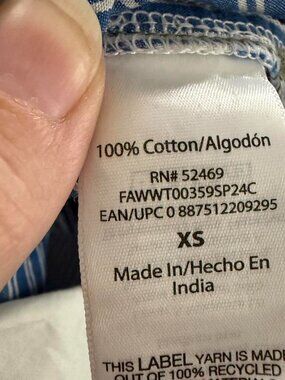 100% Cotton/Algodón
RN# 52469
FAWWT00359SP24C
EAN/UPC 0 887512209295
XS
Made In/Hecho En
India
THIS LABEL YARN IS MADE
OUT OF 100% RECYCLED